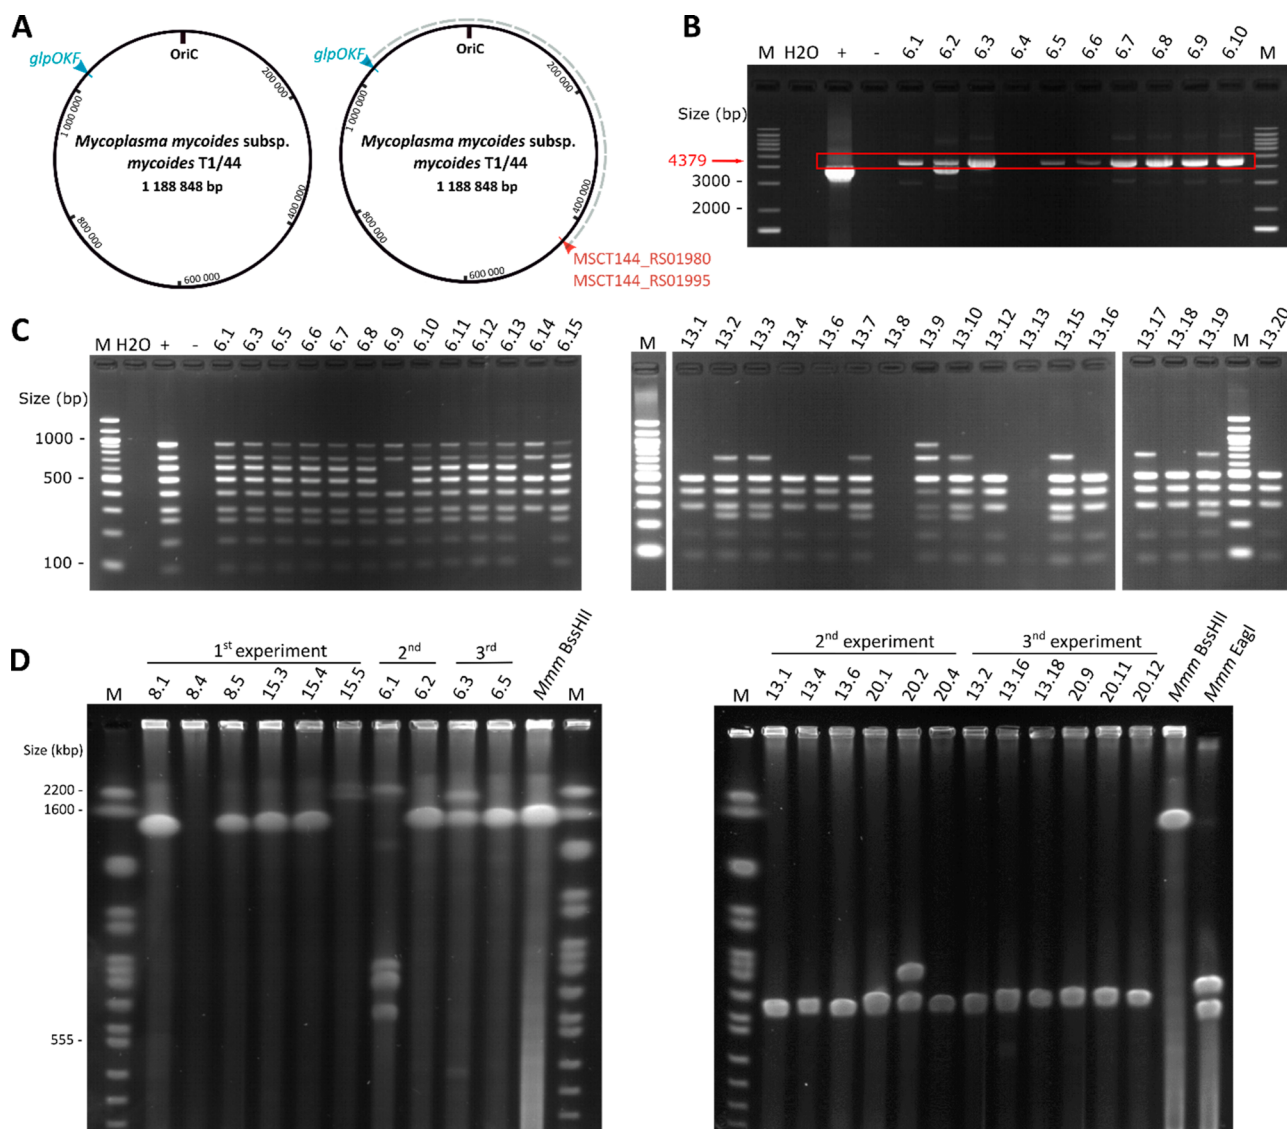 A
glpOKF
OriC
200 000
400 000
600 000
800 000
1 000 000
Mycoplasma mycoides subsp.
mycoides T1/44
1 188 848 bp
glpOKF
OriC
200 000
400 000
600 000
800 000
1 000 000
Mycoplasma mycoides subsp.
mycoides T1/44
1 188 848 bp
MSCT144_RS01980
MSCT144_RS01995
B
M H2O + - 6.1 6.2 6.3 6.4 6.5 6.6 6.7 6.8 6.9 6.10 M
Size (bp)
4379
3000 -
2000 -
C
M H2O + - 6.1 6.3 6.5 6.6 6.7 6.8 6.9 6.10 6.11 6.12 6.13 6.14 6.15
Size (bp)
1000 -
500 -
100 -
M 13.1 13.2 13.3 13.4 13.6 13.7 13.8 13.9 13.10 13.12 13.13 13.15 13.16 13.17 13.18 13.19 M 13.20
D
1st experiment 2nd 3rd
M 8.1 8.4 8.5 15.3 15.4 15.5 6.1 6.2 6.3 6.5 Mmm BssHII M
Size (kbp)
2200 -
1600 -
555 -
2nd experiment 3nd experiment
M 13.1 13.4 13.6 20.1 20.2 20.4 13.2 13.16 13.18 20.9 20.11 20.12 Mmm BssHII Mmm EagI